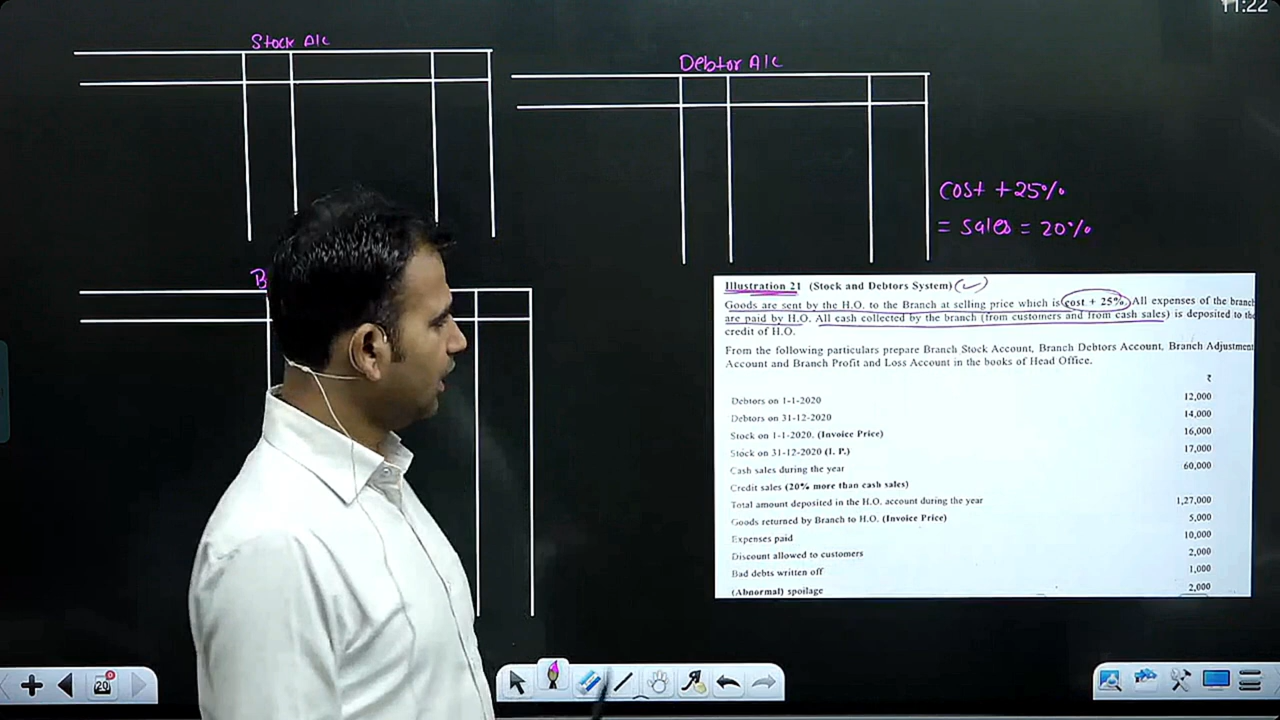 11:22
Stock A/c
Debtor A/c
Cost + 25%
= Sales = 20%
B
Illustration 21 (Stock and Debtors System)
Goods are sent by the H.O. to the Branch at selling price which is cost + 25%. All expenses of the branch
are paid by H.O. All cash collected by the branch (from customers and from cash sales) is deposited to the
credit of H.O.
From the following particulars prepare Branch Stock Account, Branch Debtors Account, Branch Adjustment
Account and Branch Profit and Loss Account in the books of Head Office.
₹
Debtors on 1-1-2020 12,000
Debtors on 31-12-2020 14,000
Stock on 1-1-2020. (Invoice Price) 16,000
Stock on 31-12-2020 (I. P.) 17,000
Cash sales during the year 60,000
Credit sales (20% more than cash sales)
Total amount deposited in the H.O. account during the year 1,27,000
Goods returned by Branch to H.O. (Invoice Price) 5,000
Expenses paid 10,000
Discount allowed to customers 2,000
Bad debts written off 1,000
(Abnormal) spoilage 2,000
20